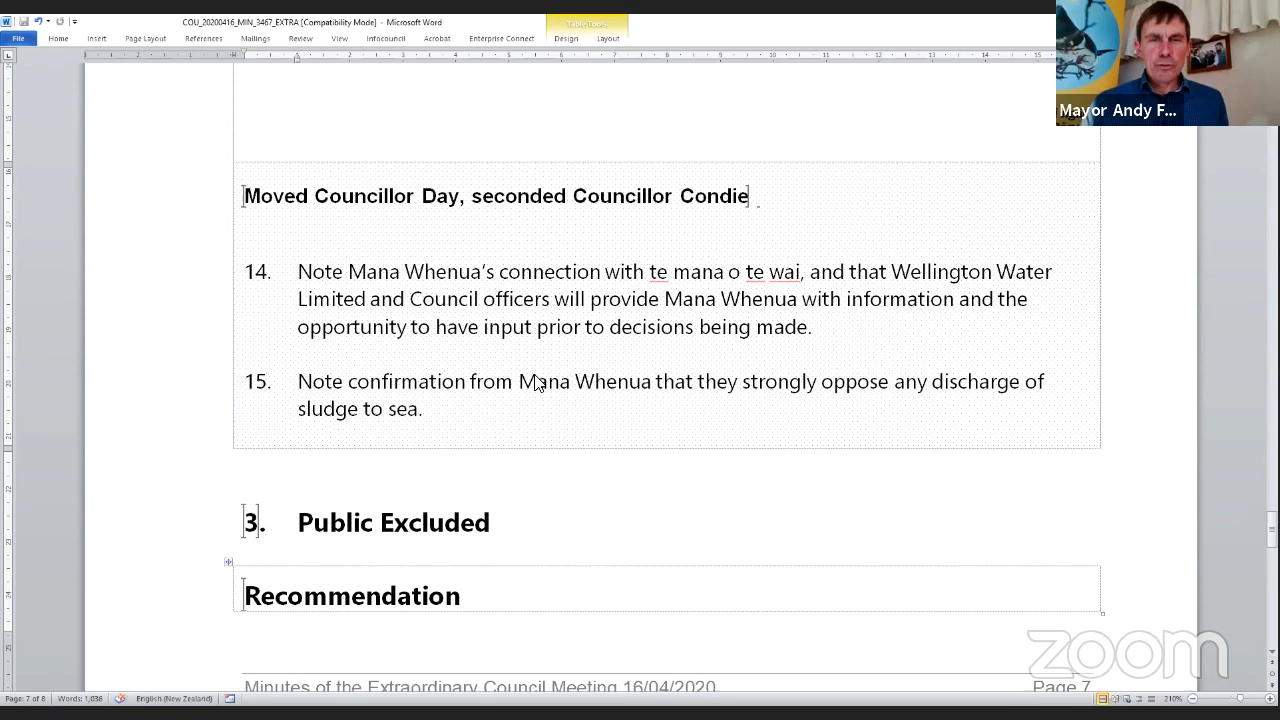 COU_20200416_MIN_3467_EXTRA [Compatibility Mode] - Microsoft Word
Table Tools
File Home Insert Page Layout References Mailings Review View Infocouncil Acrobat Enterprise Connect Design Layout
Mayor Andy F...
Moved Councillor Day, seconded Councillor Condie
14. Note Mana Whenua's connection with te mana o te wai, and that Wellington Water
Limited and Council officers will provide Mana Whenua with information and the
opportunity to have input prior to decisions being made.
15. Note confirmation from Mana Whenua that they strongly oppose any discharge of
sludge to sea.
3. Public Excluded
Recommendation
zoom
Minutes of the Extraordinary Council Meeting 16/04/2020 Page 7
Page: 7 of 8 Words: 1,036 English (New Zealand) 210%